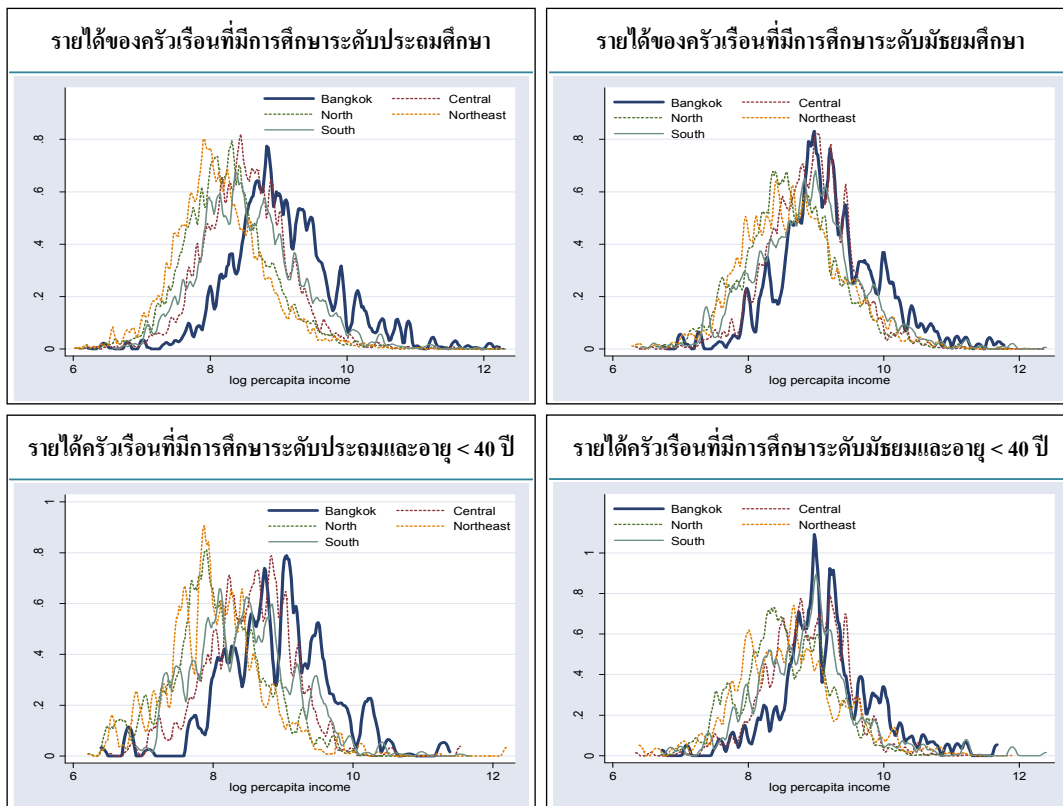 รายได้ของครัวเรือนที่มีการศึกษาระดับประถมศึกษา
Bangkok Central
North Northeast
South
.8
.6
.4
.2
0
6 8 10 12
log percapita income
รายได้ของครัวเรือนที่มีการศึกษาระดับมัธยมศึกษา
Bangkok Central
North Northeast
South
.8
.6
.4
.2
0
6 8 10 12
log percapita income
รายได้ครัวเรือนที่มีการศึกษาระดับประถมและอายุ < 40 ปี
Bangkok Central
North Northeast
South
1
.8
.6
.4
.2
0
6 8 10 12
log percapita income
รายได้ครัวเรือนที่มีการศึกษาระดับมัธยมและอายุ < 40 ปี
Bangkok Central
North Northeast
South
1
.8
.6
.4
.2
0
6 8 10 12
log percapita income